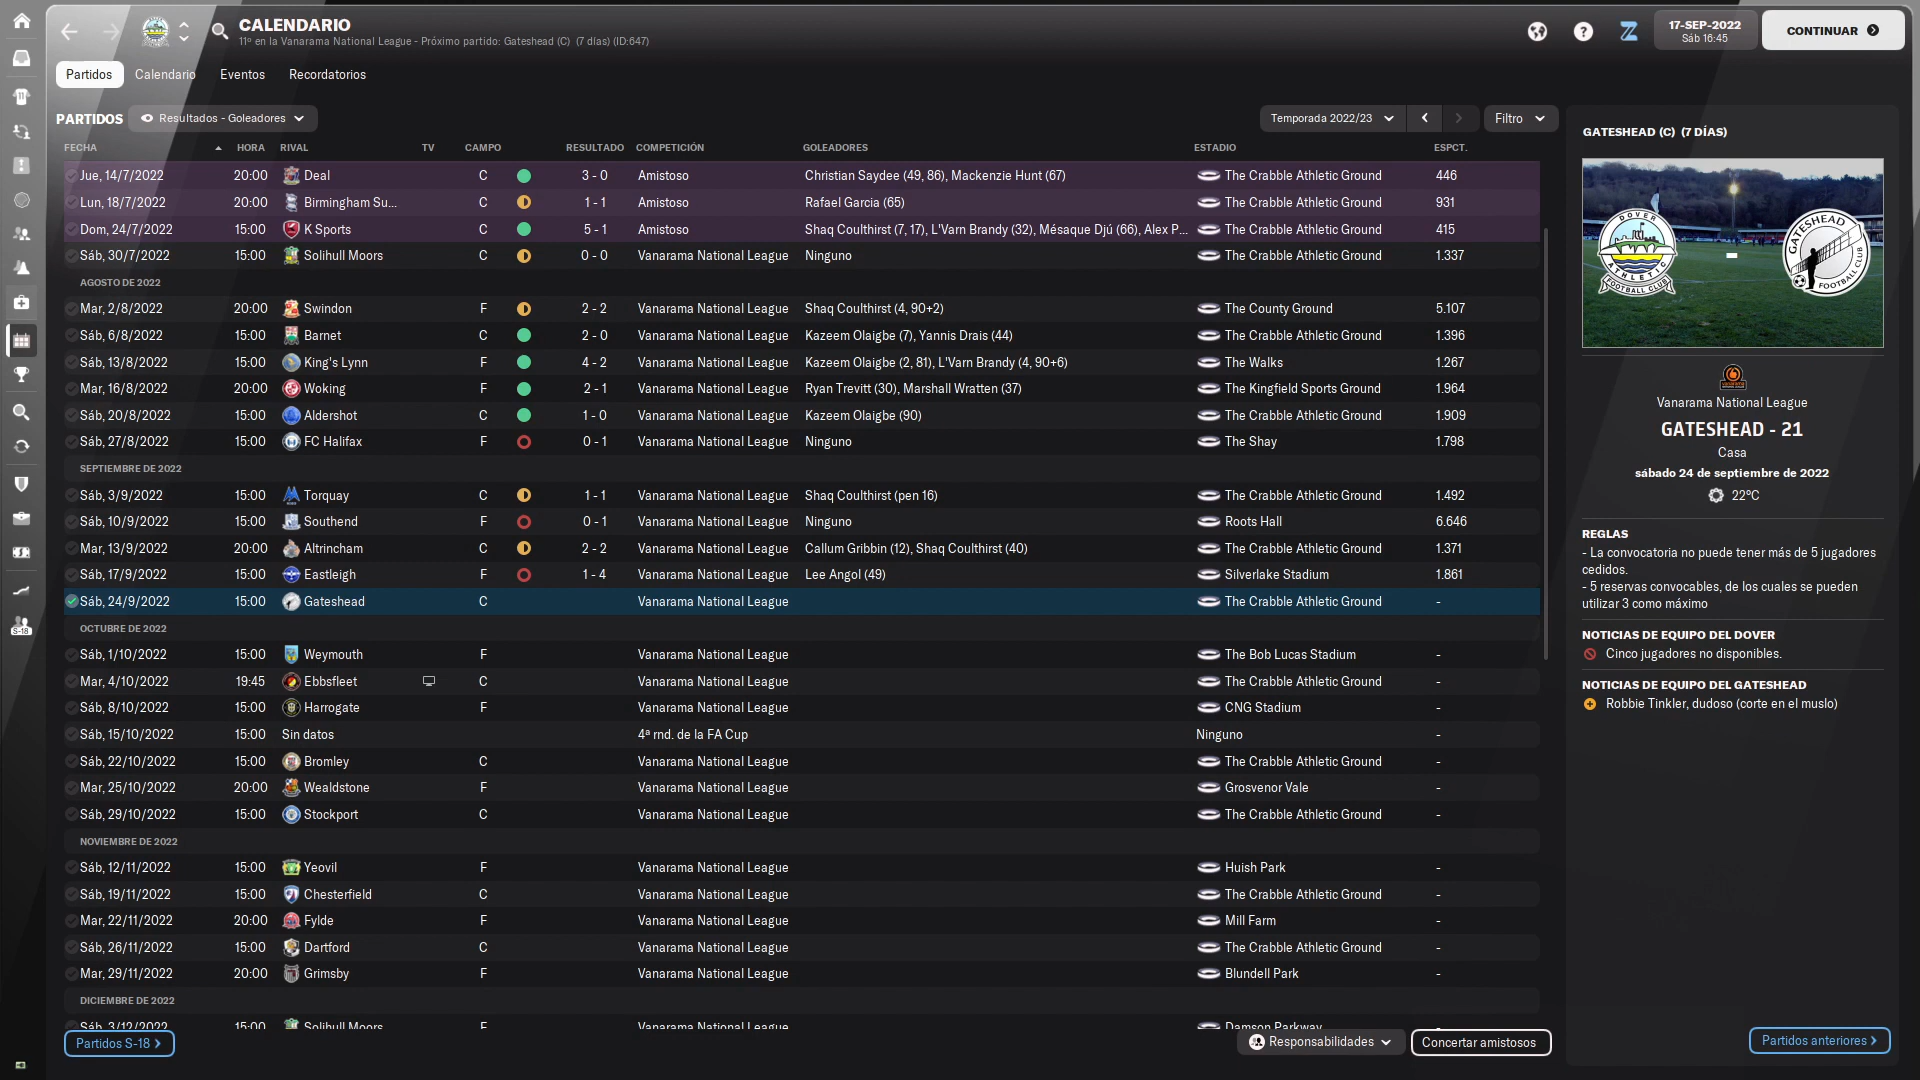 CALENDARIO
11º en la Vanarama National League - Próximo partido: Gateshead (C) (7 días) (ID:647)
17-SEP-2022
Sáb 16:45
CONTINUAR
Partidos Calendario Eventos Recordatorios
PARTIDOS Resultados - Goleadores Temporada 2022/23 Filtro
FECHA HORA RIVAL TV CAMPO RESULTADO COMPETICIÓN GOLEADORES ESTADIO ESPCT.
Jue, 14/7/2022 20:00 Deal C 3 - 0 Amistoso Christian Saydee (49, 86), Mackenzie Hunt (67) The Crabble Athletic Ground 446
Lun, 18/7/2022 20:00 Birmingham Su... C 1 - 1 Amistoso Rafael Garcia (65) The Crabble Athletic Ground 931
Dom, 24/7/2022 15:00 K Sports C 5 - 1 Amistoso Shaq Coulthirst (7, 17), L'Varn Brandy (32), Mésaque Djú (66), Alex P... The Crabble Athletic Ground 415
Sáb, 30/7/2022 15:00 Solihull Moors C 0 - 0 Vanarama National League Ninguno The Crabble Athletic Ground 1.337
AGOSTO DE 2022
Mar, 2/8/2022 20:00 Swindon F 2 - 2 Vanarama National League Shaq Coulthirst (4, 90+2) The County Ground 5.107
Sáb, 6/8/2022 15:00 Barnet C 2 - 0 Vanarama National League Kazeem Olaigbe (7), Yannis Drais (44) The Crabble Athletic Ground 1.396
Sáb, 13/8/2022 15:00 King's Lynn F 4 - 2 Vanarama National League Kazeem Olaigbe (2, 81), L'Varn Brandy (4, 90+6) The Walks 1.267
Mar, 16/8/2022 20:00 Woking F 2 - 1 Vanarama National League Ryan Trevitt (30), Marshall Wratten (37) The Kingfield Sports Ground 1.964
Sáb, 20/8/2022 15:00 Aldershot C 1 - 0 Vanarama National League Kazeem Olaigbe (90) The Crabble Athletic Ground 1.909
Sáb, 27/8/2022 15:00 FC Halifax F 0 - 1 Vanarama National League Ninguno The Shay 1.798
SEPTIEMBRE DE 2022
Sáb, 3/9/2022 15:00 Torquay C 1 - 1 Vanarama National League Shaq Coulthirst (pen 16) The Crabble Athletic Ground 1.492
Sáb, 10/9/2022 15:00 Southend F 0 - 1 Vanarama National League Ninguno Roots Hall 6.646
Mar, 13/9/2022 20:00 Altrincham C 2 - 2 Vanarama National League Callum Gribbin (12), Shaq Coulthirst (40) The Crabble Athletic Ground 1.371
Sáb, 17/9/2022 15:00 Eastleigh F 1 - 4 Vanarama National League Lee Angol (49) Silverlake Stadium 1.861
Sáb, 24/9/2022 15:00 Gateshead C Vanarama National League The Crabble Athletic Ground -
OCTUBRE DE 2022
Sáb, 1/10/2022 15:00 Weymouth F Vanarama National League The Bob Lucas Stadium -
Mar, 4/10/2022 19:45 Ebbsfleet C Vanarama National League The Crabble Athletic Ground -
Sáb, 8/10/2022 15:00 Harrogate F Vanarama National League CNG Stadium -
Sáb, 15/10/2022 15:00 Sin datos 4ª rnd. de la FA Cup Ninguno -
Sáb, 22/10/2022 15:00 Bromley C Vanarama National League The Crabble Athletic Ground -
Mar, 25/10/2022 20:00 Wealdstone F Vanarama National League Grosvenor Vale -
Sáb, 29/10/2022 15:00 Stockport C Vanarama National League The Crabble Athletic Ground -
NOVIEMBRE DE 2022
Sáb, 12/11/2022 15:00 Yeovil F Vanarama National League Huish Park -
Sáb, 19/11/2022 15:00 Chesterfield C Vanarama National League The Crabble Athletic Ground -
Mar, 22/11/2022 20:00 Fylde F Vanarama National League Mill Farm -
Sáb, 26/11/2022 15:00 Dartford C Vanarama National League The Crabble Athletic Ground -
Mar, 29/11/2022 20:00 Grimsby F Vanarama National League Blundell Park -
DICIEMBRE DE 2022
Sáb, 3/12/2022 15:00 Solihull Moors F Vanarama National League Damson Parkway -
Partidos S-18
Responsabilidades
Concertar amistosos
S-18
GATESHEAD (C) (7 DÍAS)
DOVER ATHLETIC FOOTBALL CLUB
GATESHEAD FOOTBALL CLUB
Vanarama National League
GATESHEAD - 21
Casa
sábado 24 de septiembre de 2022
22ºC
REGLAS
- La convocatoria no puede tener más de 5 jugadores
cedidos.
- 5 reservas convocables, de los cuales se pueden
utilizar 3 como máximo
NOTICIAS DE EQUIPO DEL DOVER
Cinco jugadores no disponibles.
NOTICIAS DE EQUIPO DEL GATESHEAD
Robbie Tinkler, dudoso (corte en el muslo)
Partidos anteriores